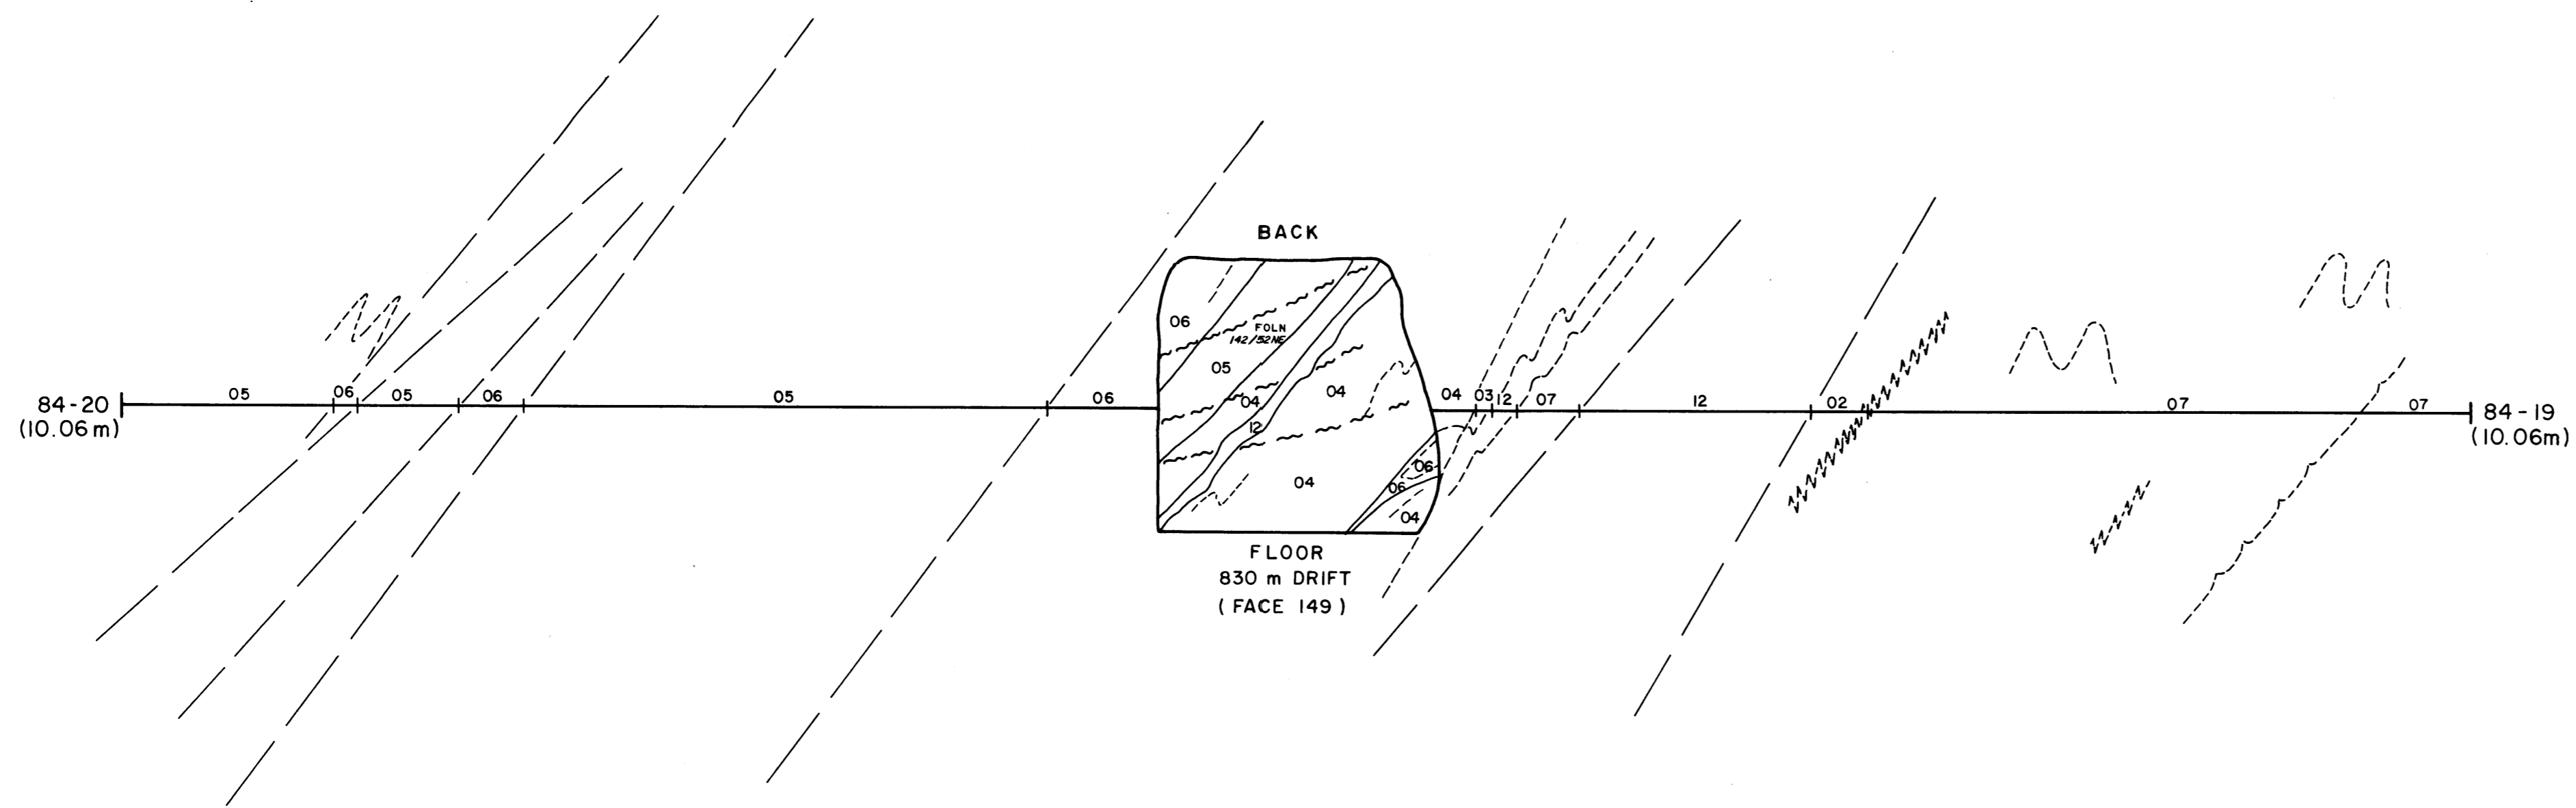 BACK
06
FOLN
142/52NE
05
04
04
12
04
06
06
04
84-20
(10.06m)
05 06 05 06 05 06
04 03 12 07 12 02 07 07
84-19
(10.06m)
FLOOR
830 m DRIFT
( FACE 149 )